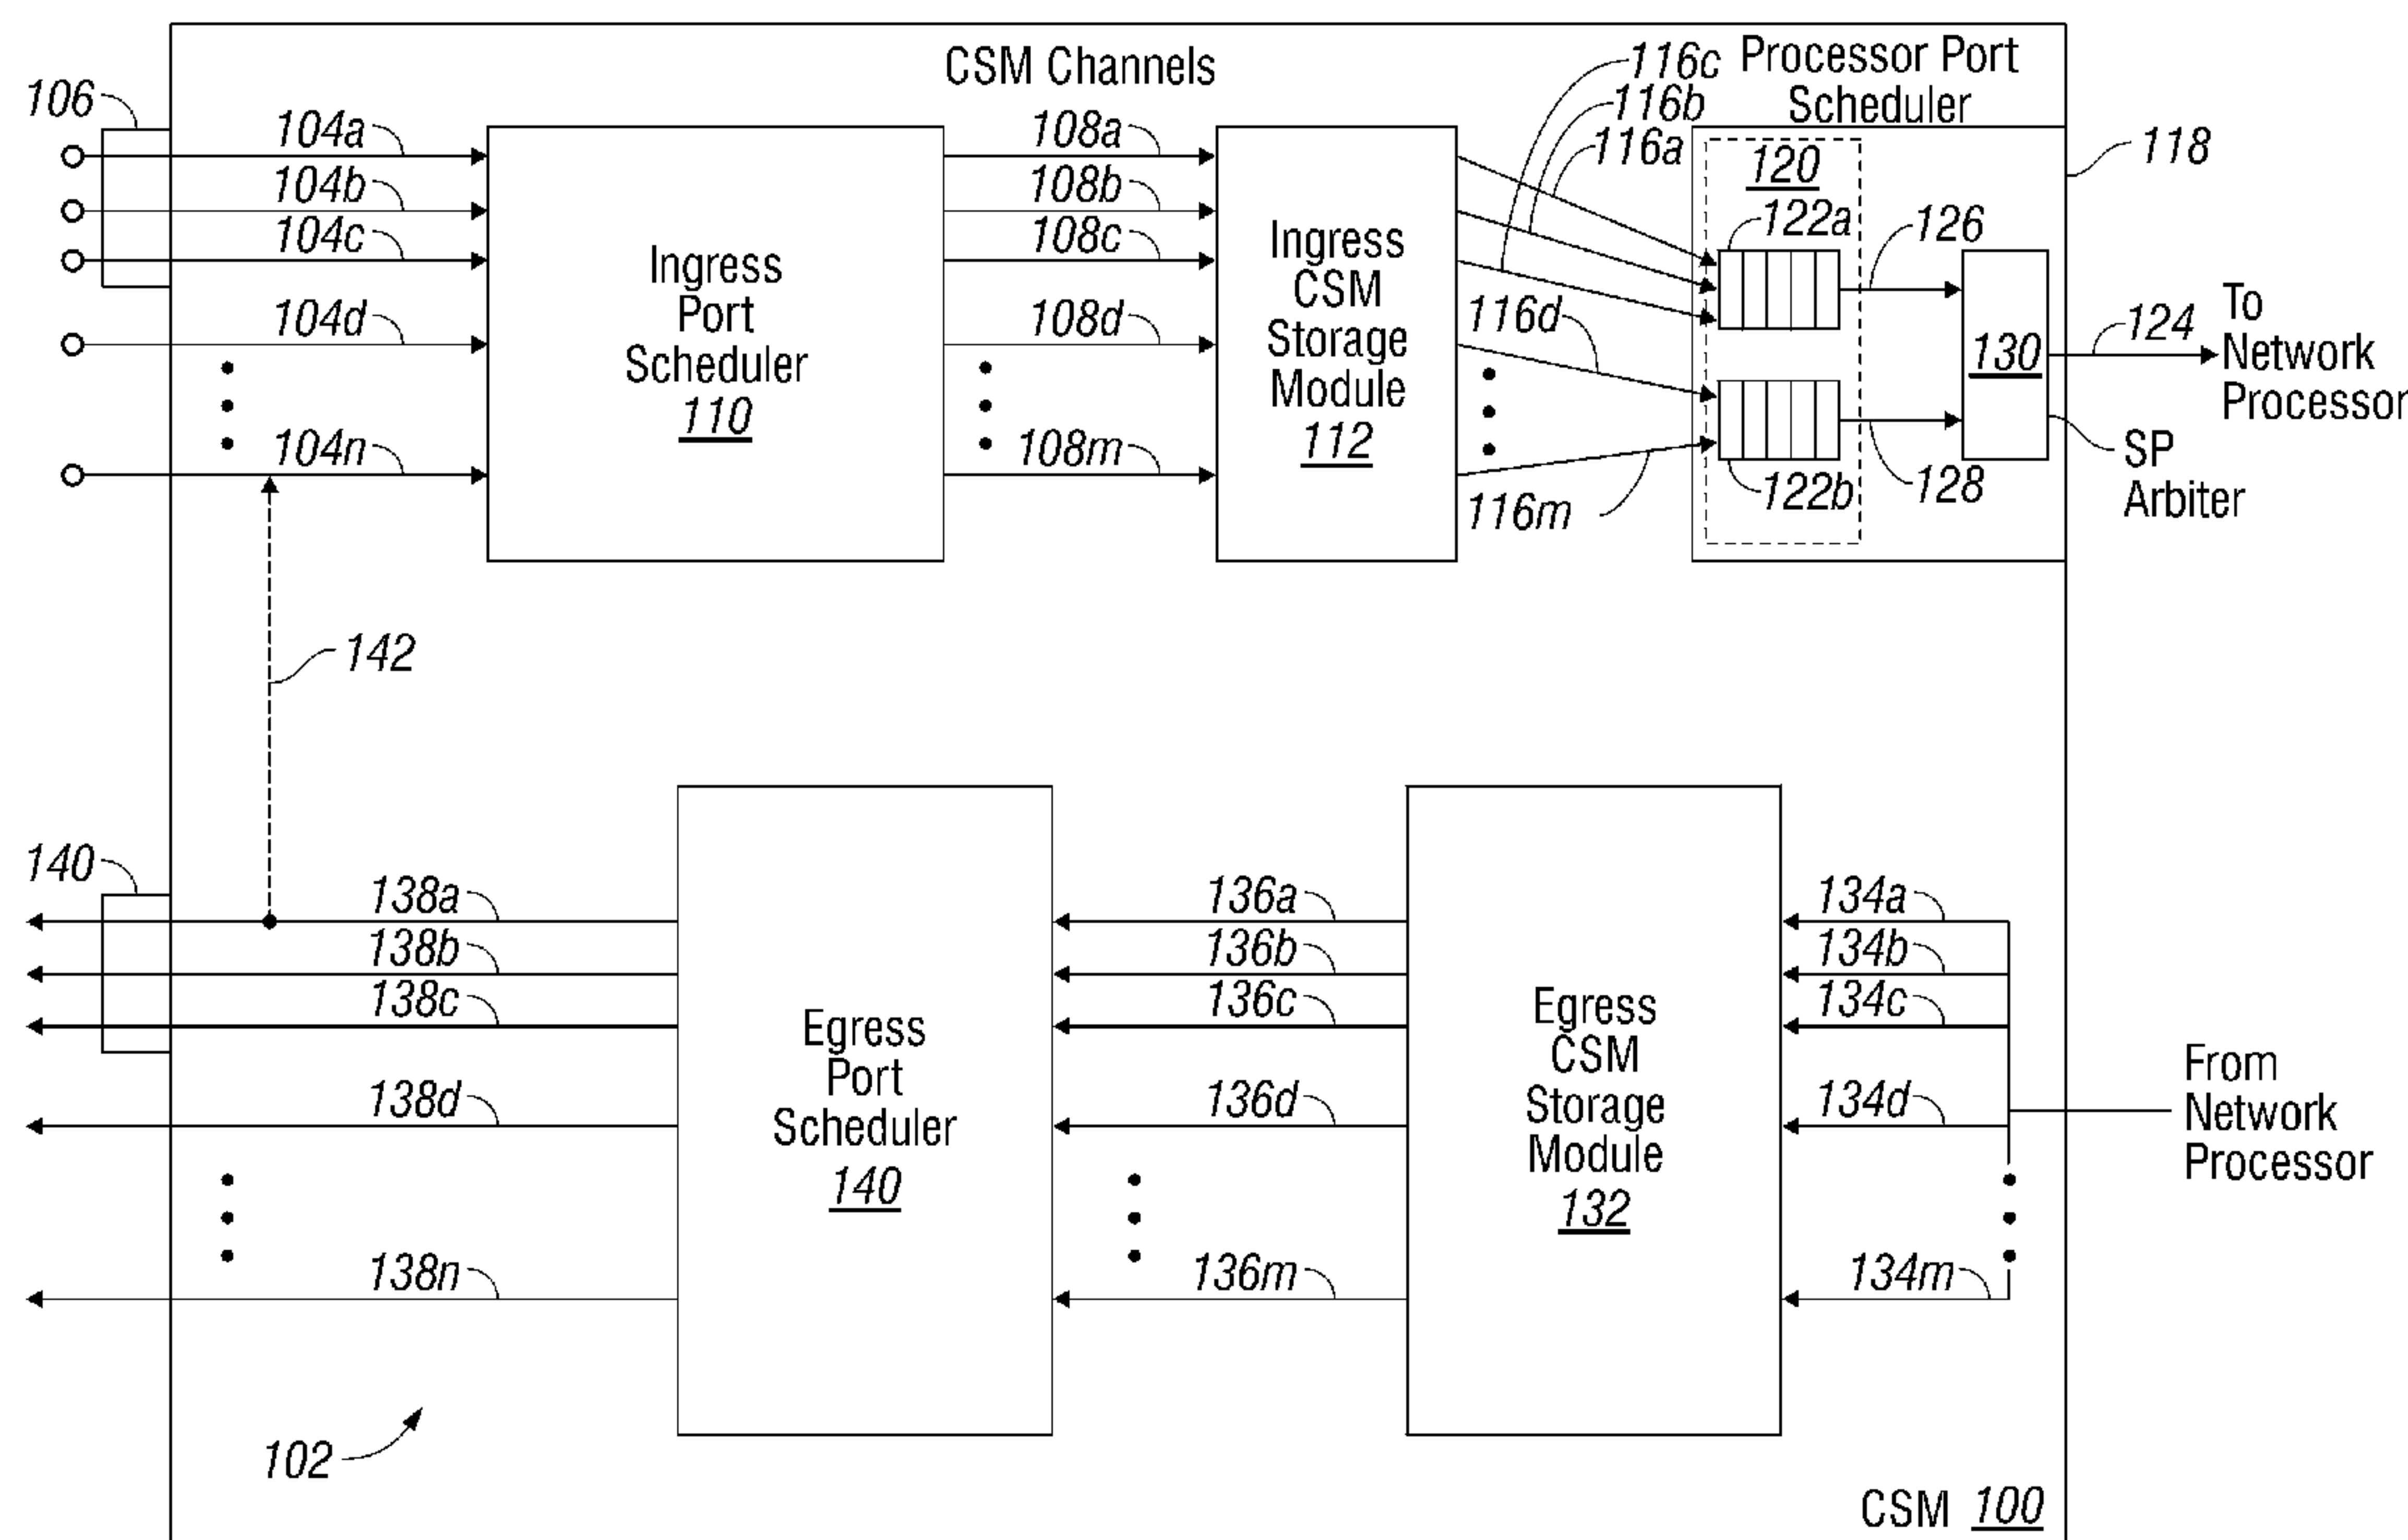 CSM Channels
Processor Port
Scheduler
106
104a
104b
104c
104d
104n
Ingress
Port
Scheduler
110
108a
108b
108c
108d
108m
Ingress
CSM
Storage
Module
112
116c
116b
116a
116d
116m
118
120
122a
122b
126
128
130
124
To
Network
Processor
SP
Arbiter
142
140
138a
138b
138c
138d
138n
Egress
Port
Scheduler
140
136a
136b
136c
136d
136m
Egress
CSM
Storage
Module
132
134a
134b
134c
134d
134m
From
Network
Processor
102
CSM 100